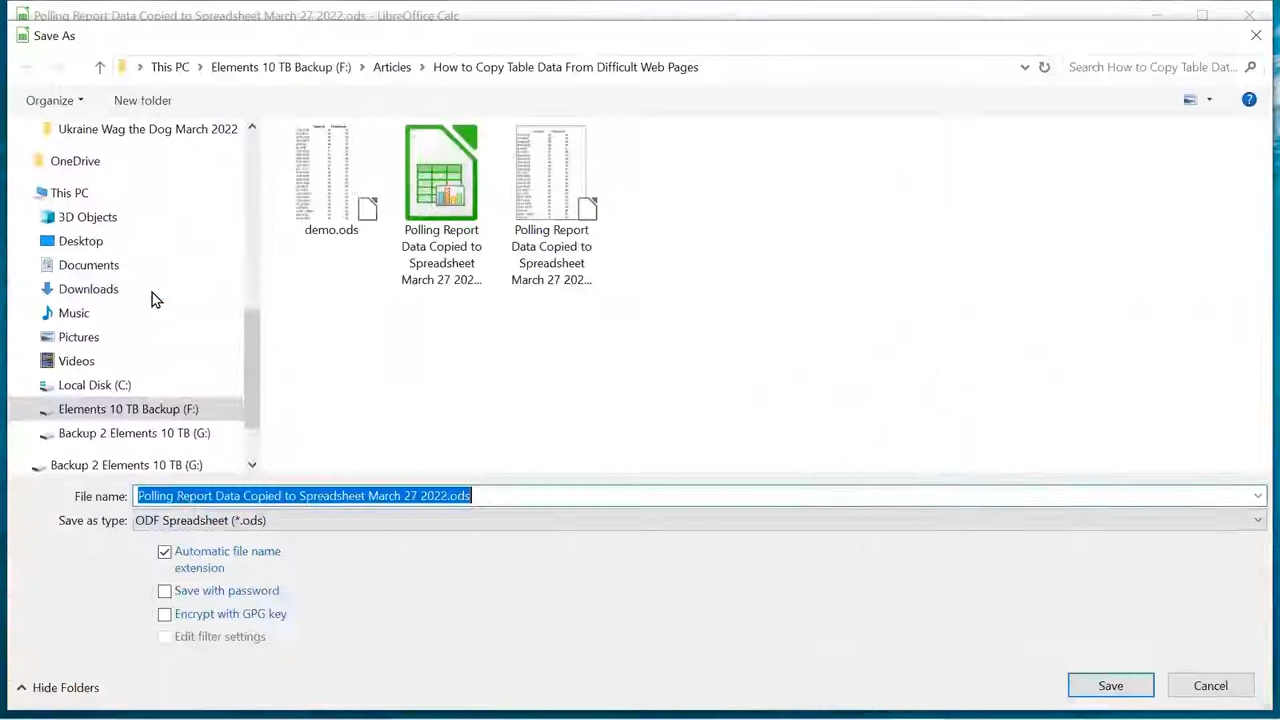 Polling Report Data Copied to Spreadsheet March 27 2022.ods - LibreOffice Calc
Save As
This PC > Elements 10 TB Backup (F:) > Articles > How to Copy Table Data From Difficult Web Pages
Search How to Copy Table Dat...
Organize
New folder
?
Ukraine Wag the Dog March 2022
OneDrive
This PC
3D Objects
Desktop
Documents
Downloads
Music
Pictures
Videos
Local Disk (C:)
Elements 10 TB Backup (F:)
Backup 2 Elements 10 TB (G:)
Backup 2 Elements 10 TB (G:)
demo.ods
Polling Report
Data Copied to
Spreadsheet
March 27 202...
Polling Report
Data Copied to
Spreadsheet
March 27 202...
File name: Polling Report Data Copied to Spreadsheet March 27 2022.ods
Save as type: ODF Spreadsheet (*.ods)
Automatic file name
extension
Save with password
Encrypt with GPG key
Edit filter settings
Hide Folders
Save
Cancel